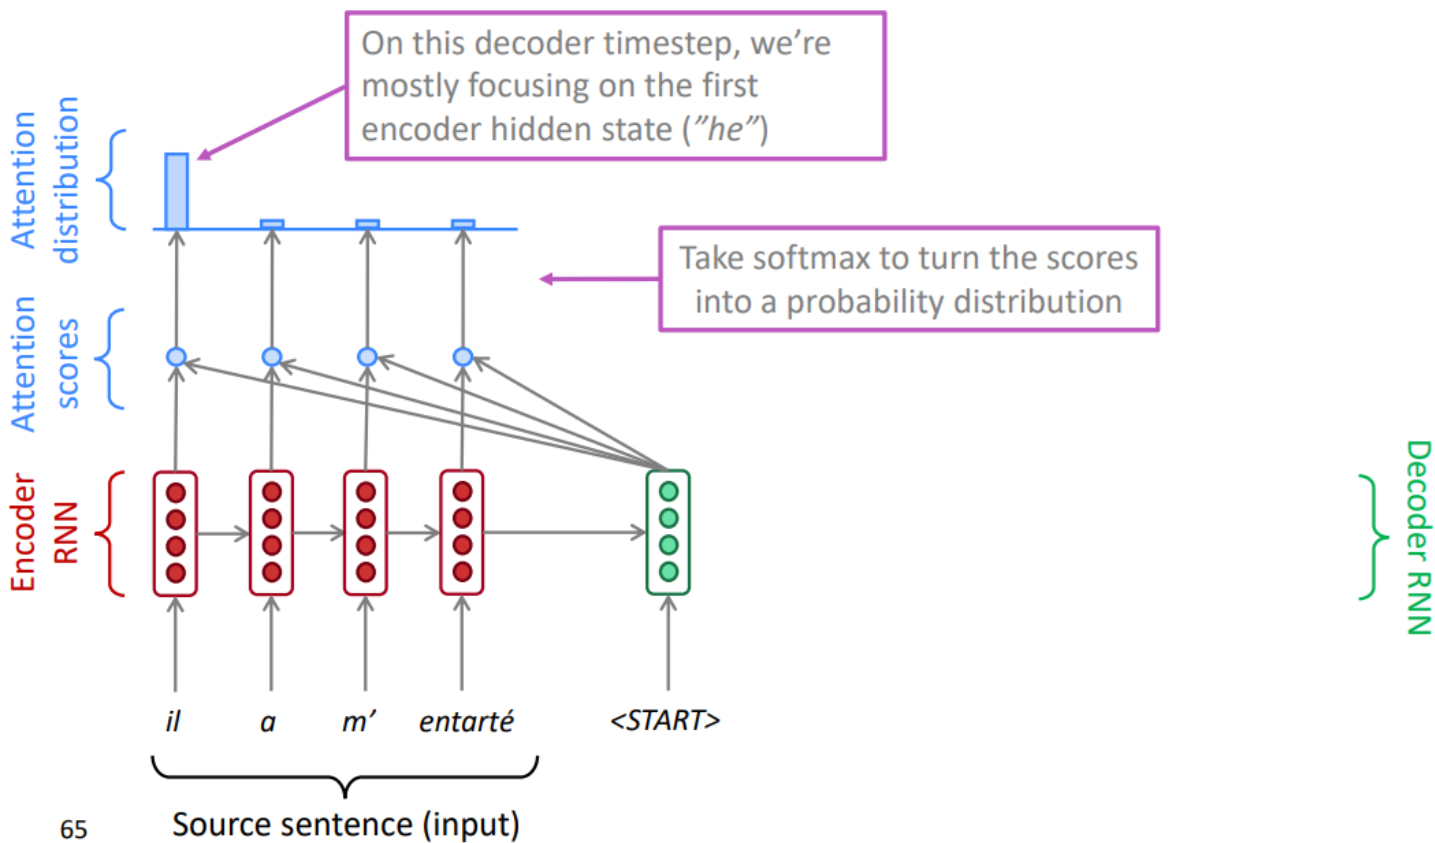 On this decoder timestep, we're
mostly focusing on the first
encoder hidden state (”he”)
Attention
distribution
Take softmax to turn the scores
into a probability distribution
Attention
scores
Encoder
RNN
Decoder RNN
il a m’ entarté <START>
Source sentence (input)
65